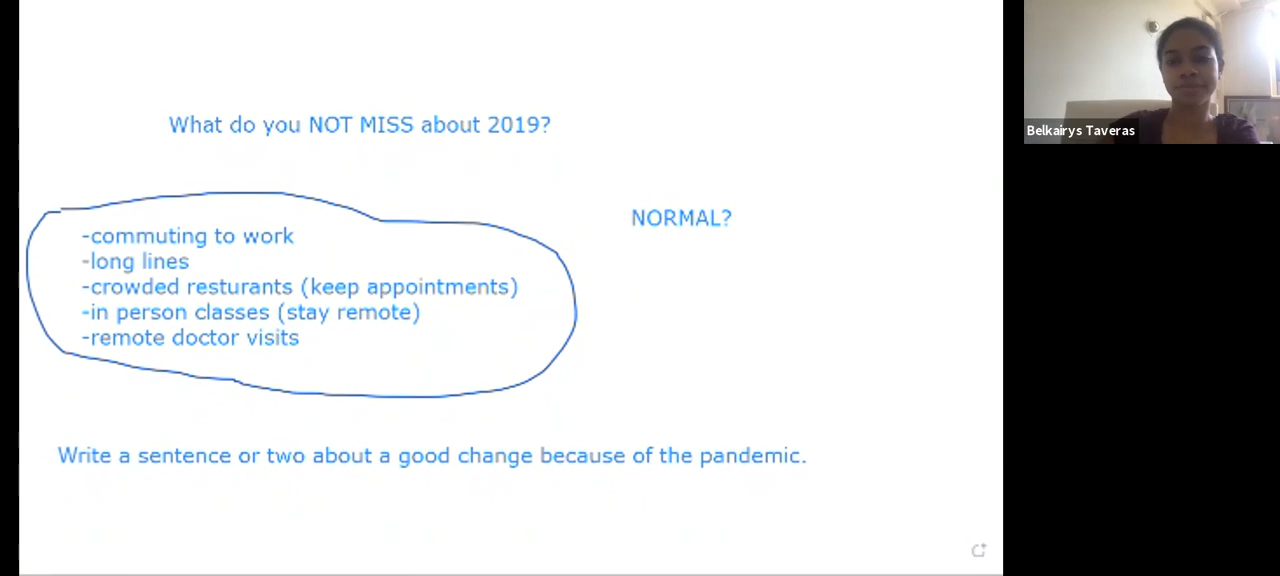 What do you NOT MISS about 2019?
NORMAL?
-commuting to work
-long lines
-crowded resturants (keep appointments)
-in person classes (stay remote)
-remote doctor visits
Write a sentence or two about a good change because of the pandemic.
Belkairys Taveras